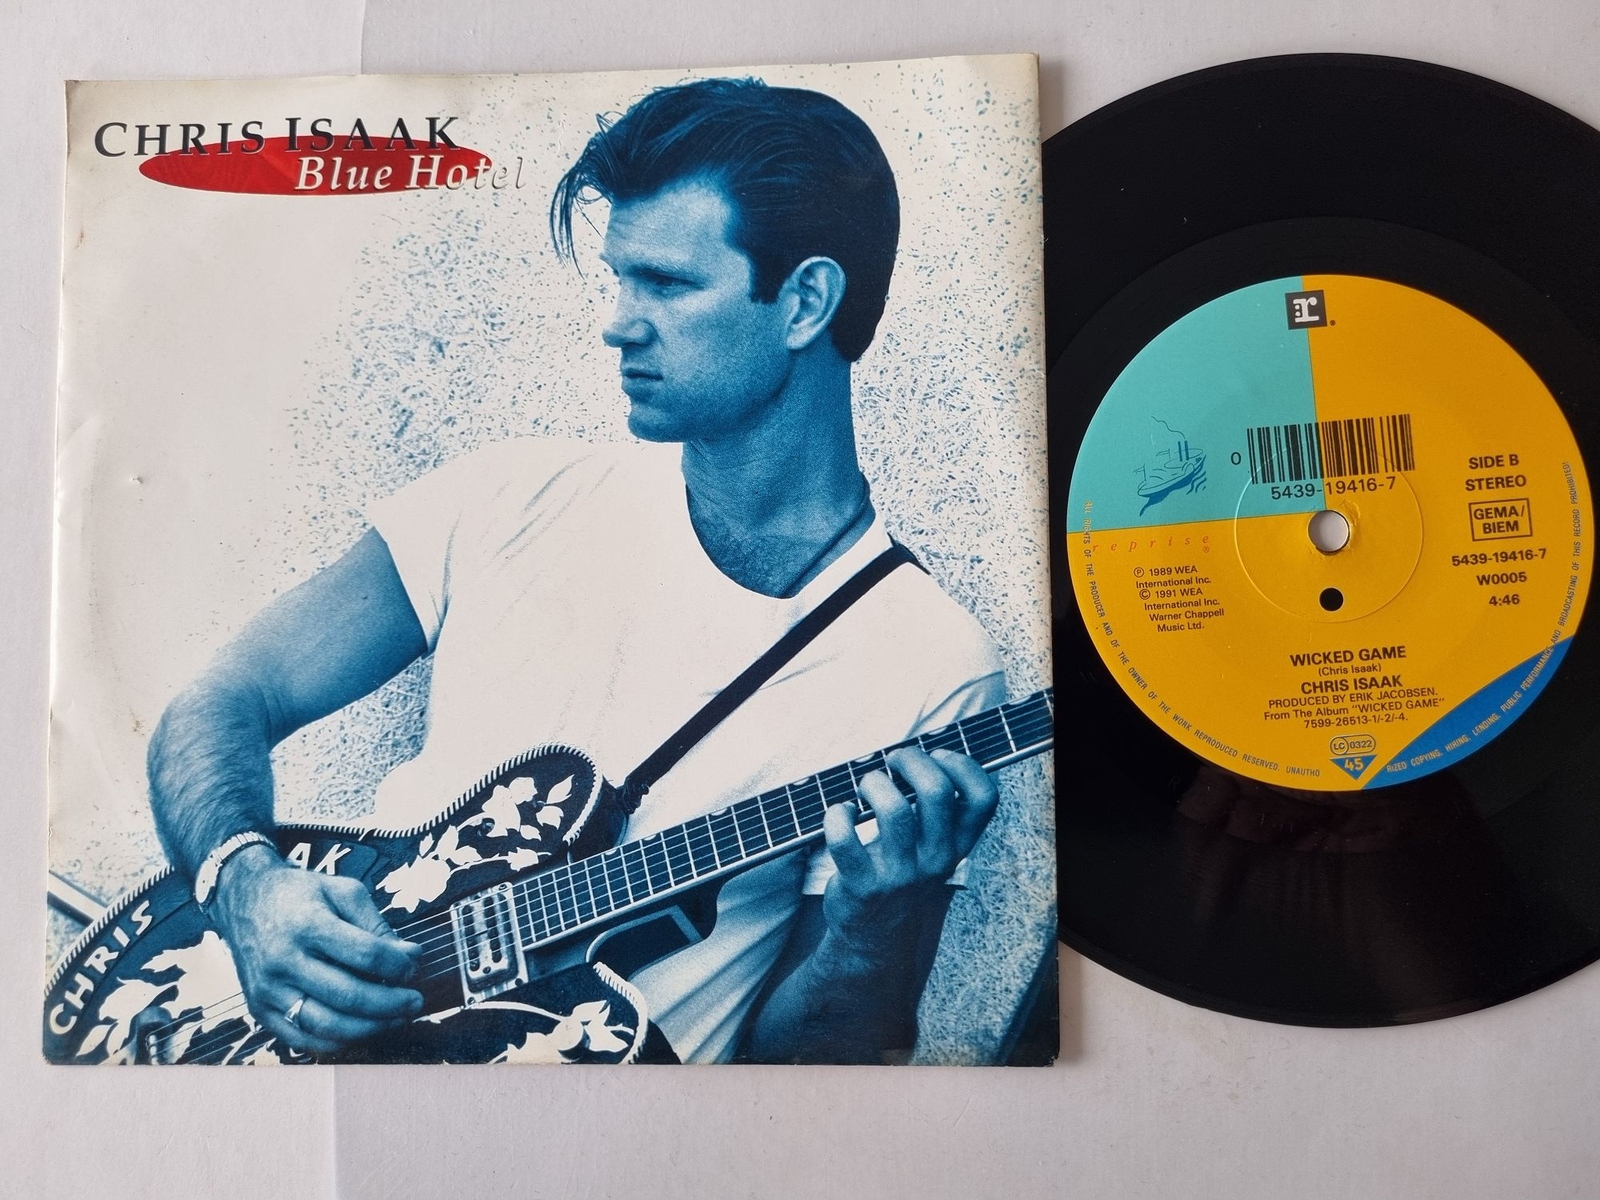 CHRIS ISAAK
Blue Hotel
AK
CHRIS
r
®
0
5439-19416-7
SIDE B
STEREO
GEMA/
BIEM
5439-19416-7
W0005
4:46
reprise
®
℗ 1989 WEA
International Inc.
© 1991 WEA
International Inc.
Warner Chappell
Music Ltd.
WICKED GAME
(Chris Isaak)
CHRIS ISAAK
PRODUCED BY ERIK JACOBSEN.
From The Album "WICKED GAME"
7599-26513-1/-2/-4.
LC 0322
45
ALL RIGHTS OF THE PRODUCER AND OF THE OWNER OF THE WORK REPRODUCED RESERVED. UNAUTHO RIZED COPYING, HIRING, LENDING, PUBLIC PERFORMANCE AND BROADCASTING OF THIS RECORD PROHIBITED!